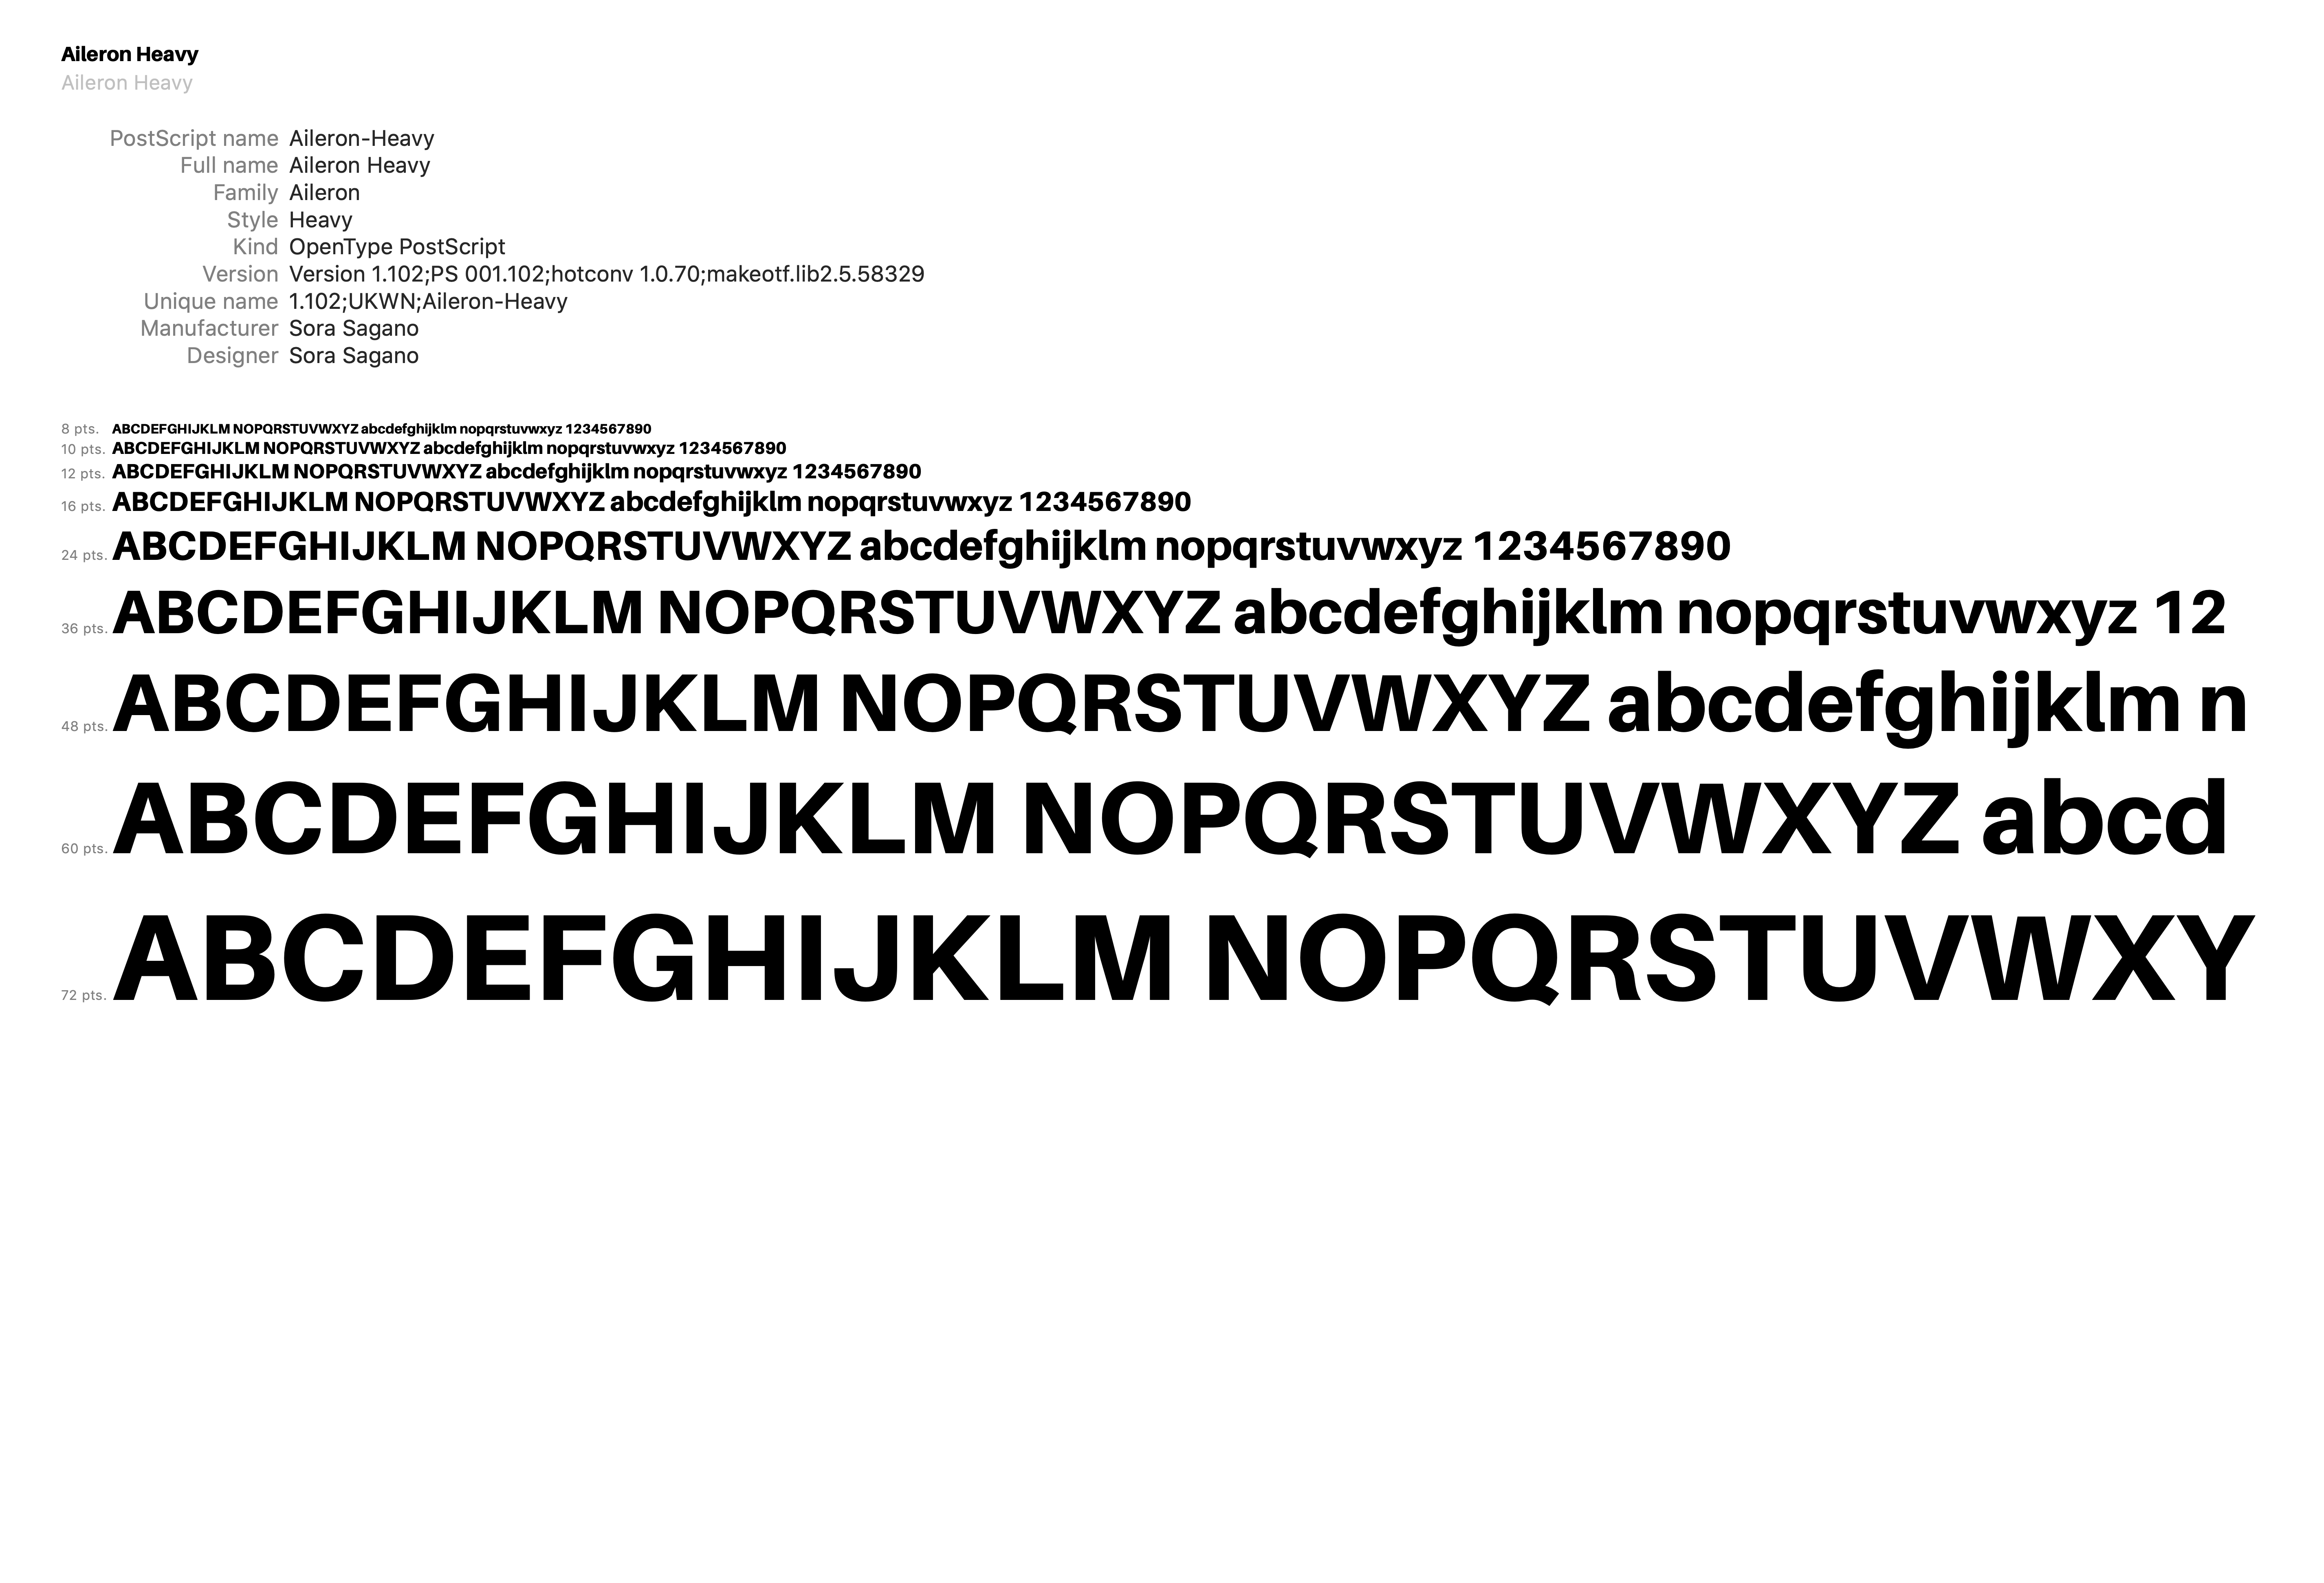 Aileron Heavy
Aileron Heavy
PostScript name Aileron-Heavy
Full name Aileron Heavy
Family Aileron
Style Heavy
Kind OpenType PostScript
Version Version 1.102;PS 001.102;hotconv 1.0.70;makeotf.lib2.5.58329
Unique name 1.102;UKWN;Aileron-Heavy
Manufacturer Sora Sagano
Designer Sora Sagano
8 pts. ABCDEFGHIJKLM NOPQRSTUVWXYZ abcdefghijklm nopqrstuvwxyz 1234567890
10 pts. ABCDEFGHIJKLM NOPQRSTUVWXYZ abcdefghijklm nopqrstuvwxyz 1234567890
12 pts. ABCDEFGHIJKLM NOPQRSTUVWXYZ abcdefghijklm nopqrstuvwxyz 1234567890
16 pts. ABCDEFGHIJKLM NOPQRSTUVWXYZ abcdefghijklm nopqrstuvwxyz 1234567890
24 pts. ABCDEFGHIJKLM NOPQRSTUVWXYZ abcdefghijklm nopqrstuvwxyz 1234567890
36 pts. ABCDEFGHIJKLM NOPQRSTUVWXYZ abcdefghijklm nopqrstuvwxyz 12
48 pts. ABCDEFGHIJKLM NOPQRSTUVWXYZ abcdefghijklm n
60 pts. ABCDEFGHIJKLM NOPQRSTUVWXYZ abcd
72 pts. ABCDEFGHIJKLM NOPQRSTUVWXY